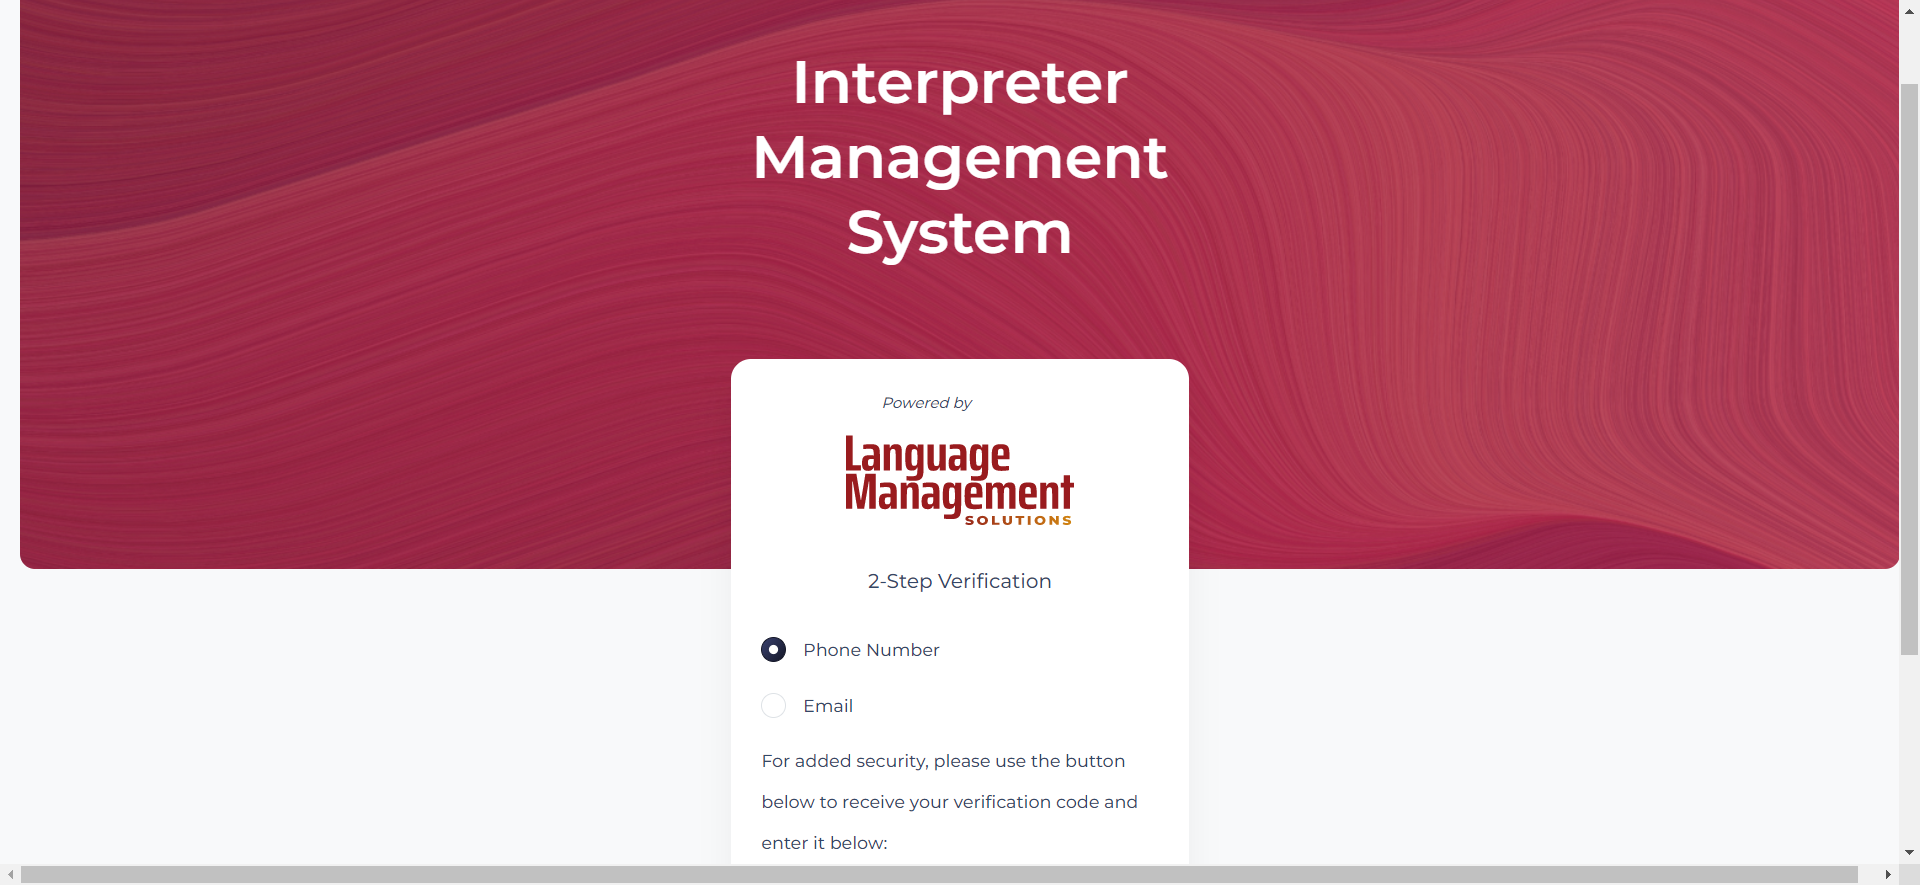 Interpreter
Management
System
Powered by
Language
Management
SOLUTIONS
2-Step Verification
Phone Number
Email
For added security, please use the button
below to receive your verification code and
enter it below: